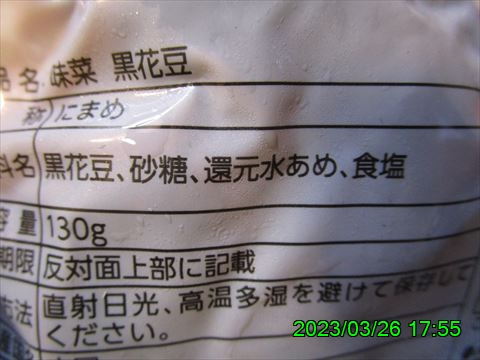 品名 味菜 黒花豆
称 にまめ
料名 黒花豆、砂糖、還元水あめ、食塩
容量 130g
期限 反対面上部に記載
方法 直射日光、高温多湿を避けて保存して
ください。
2023/03/26 17:55